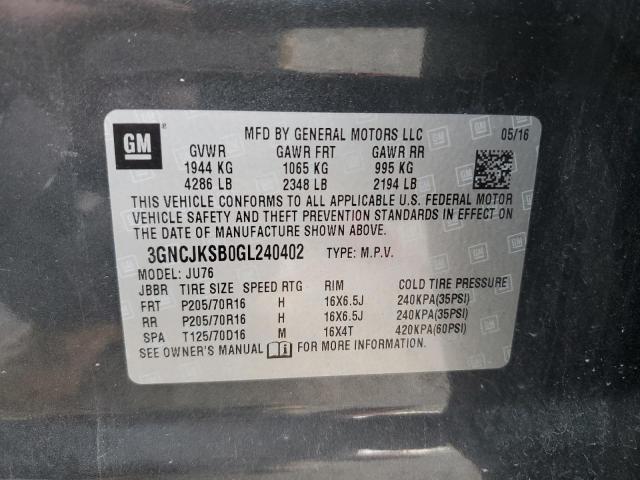 GM ® MFD BY GENERAL MOTORS LLC 05/16
GVWR GAWR FRT GAWR RR
1944 KG 1065 KG 995 KG
4286 LB 2348 LB 2194 LB
THIS VEHICLE CONFORMS TO ALL APPLICABLE U.S. FEDERAL MOTOR
VEHICLE SAFETY AND THEFT PREVENTION STANDARDS IN EFFECT ON
THE DATE OF MANUFACTURE SHOWN ABOVE.
3GNCJKSB0GL240402 TYPE: M.P.V.
MODEL: JU76
JBBR TIRE SIZE SPEED RTG RIM COLD TIRE PRESSURE
FRT P205/70R16 H 16X6.5J 240KPA(35PSI)
RR P205/70R16 H 16X6.5J 240KPA(35PSI)
SPA T125/70D16 M 16X4T 420KPA(60PSI)
SEE OWNER'S MANUAL FOR MORE INFORMATION.